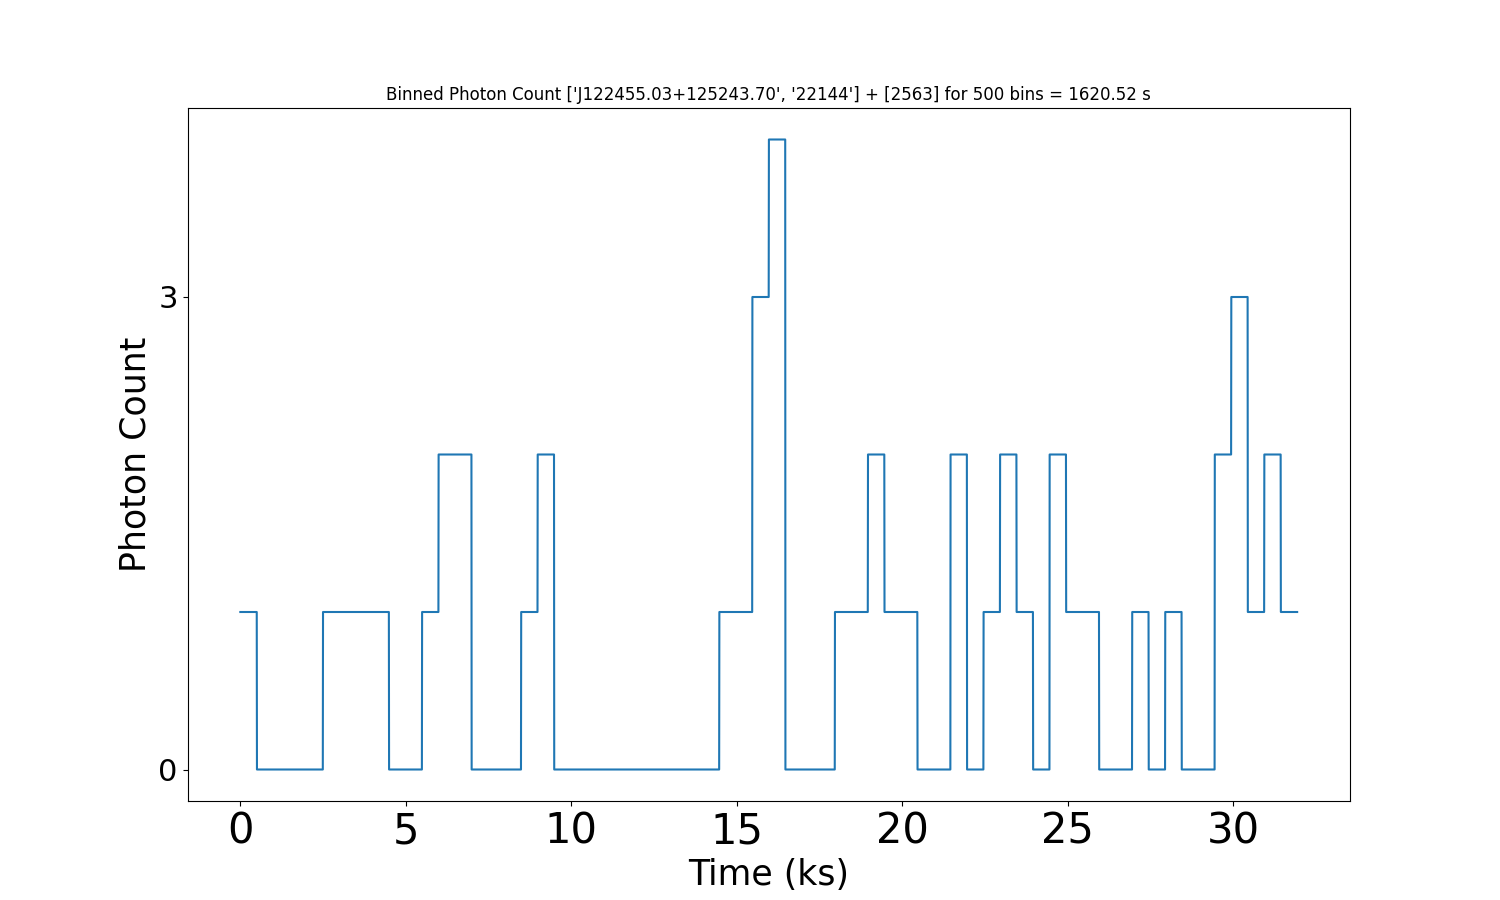 Binned Photon Count ['J122455.03+125243.70', '22144'] + [2563] for 500 bins = 1620.52 s
Photon Count
3
0
0 5 10 15 20 25 30
Time (ks)